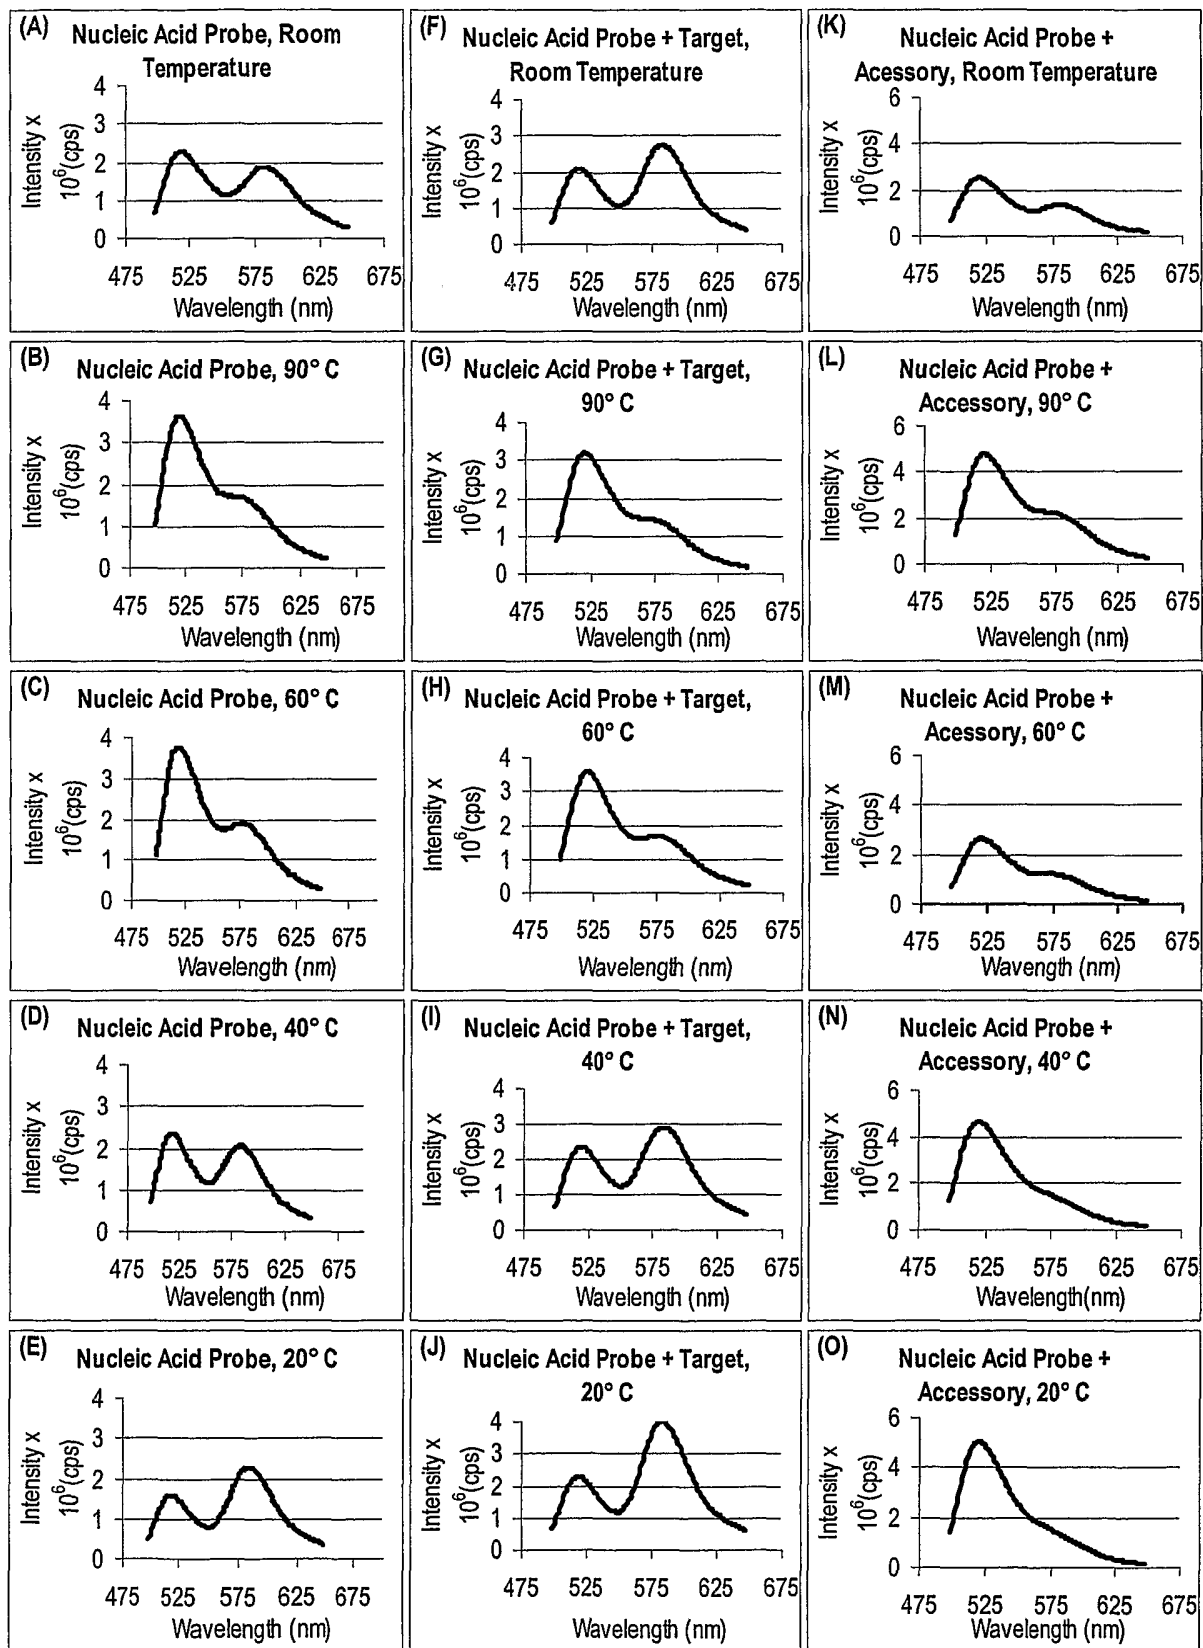 (A)
Nucleic Acid Probe, Room
Temperature
Intensity x
10⁶(cps)
4
3
2
1
0
475 525 575 625 675
Wavelength (nm)
(F)
Nucleic Acid Probe + Target,
Room Temperature
Intensity x
10⁶(cps)
4
3
2
1
0
475 525 575 625 675
Wavelength (nm)
(K)
Nucleic Acid Probe +
Acessory, Room Temperature
Intensity x
10⁶(cps)
6
4
2
0
475 525 575 625 675
Wavelength (nm)
(B)
Nucleic Acid Probe, 90° C
Intensity x
10⁶(cps)
4
3
2
1
0
475 525 575 625 675
Wavelength (nm)
(G)
Nucleic Acid Probe + Target,
90° C
Intensity x
10⁶(cps)
4
3
2
1
0
475 525 575 625 675
Wavelength (nm)
(L)
Nucleic Acid Probe +
Accessory, 90° C
Intensity x
10⁶(cps)
6
4
2
0
475 525 575 625 675
Wavelength (nm)
(C)
Nucleic Acid Probe, 60° C
Intensity x
10⁶(cps)
4
3
2
1
0
475 525 575 625 675
Wavelength (nm)
(H)
Nucleic Acid Probe + Target,
60° C
Intensity x
10⁶(cps)
4
3
2
1
0
475 525 575 625 675
Wavelength (nm)
(M)
Nucleic Acid Probe +
Acessory, 60° C
Intensity x
10⁶(cps)
6
4
2
0
475 525 575 625 675
Wavength (nm)
(D)
Nucleic Acid Probe, 40° C
Intensity x
10⁶(cps)
4
3
2
1
0
475 525 575 625 675
Wavelength (nm)
(I)
Nucleic Acid Probe + Target,
40° C
Intensity x
10⁶(cps)
4
3
2
1
0
475 525 575 625 675
Wavelength (nm)
(N)
Nucleic Acid Probe +
Accessory, 40° C
Intensity x
10⁶(cps)
6
4
2
0
475 525 575 625 675
Wavelength(nm)
(E)
Nucleic Acid Probe, 20° C
Intensity x
10⁶(cps)
4
3
2
1
0
475 525 575 625 675
Wavelength (nm)
(J)
Nucleic Acid Probe + Target,
20° C
Intensity x
10⁶(cps)
4
3
2
1
0
475 525 575 625 675
Wavelength (nm)
(O)
Nucleic Acid Probe +
Accessory, 20° C
Intensity x
10⁶(cps)
6
4
2
0
475 525 575 625 675
Wavelength (nm)